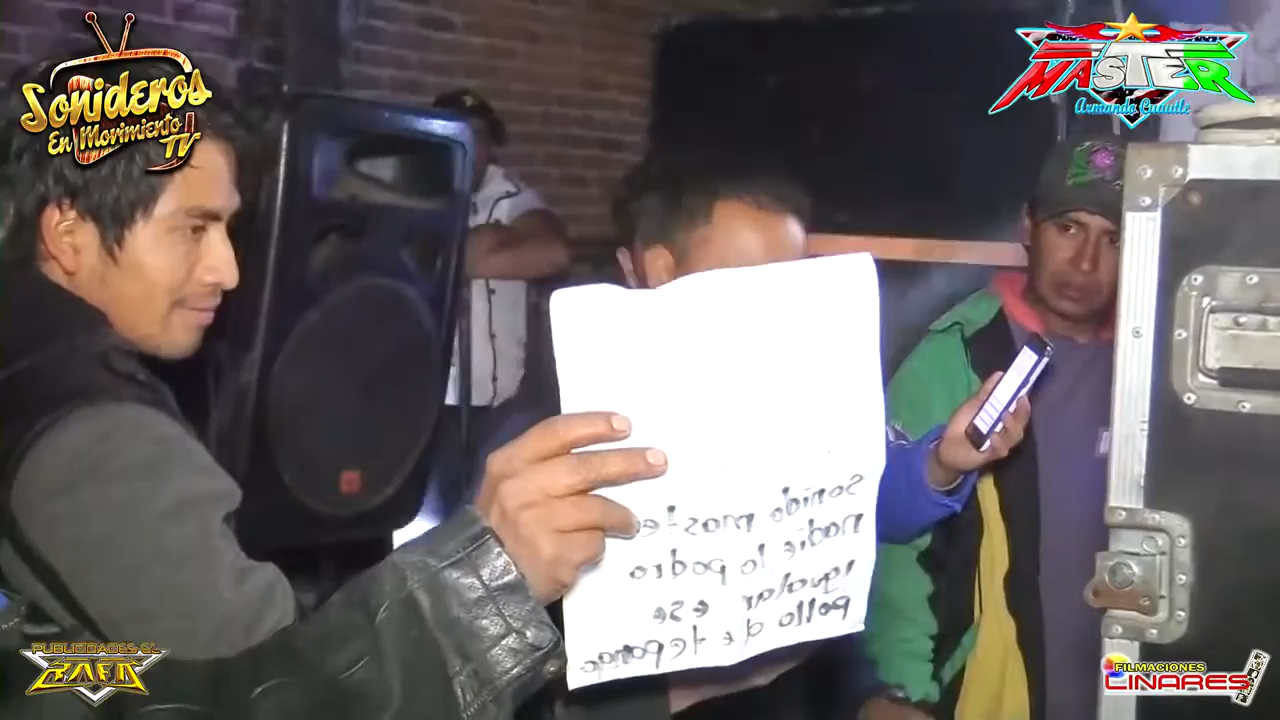 Sonideros
En Movimiento
TV
MASTER
Armando Cuautle
Sonido master
nadie lo podra
igualar ese
pollo de tepango
PUBLICIDADES EL
RAFA
FILMACIONES
LINARES